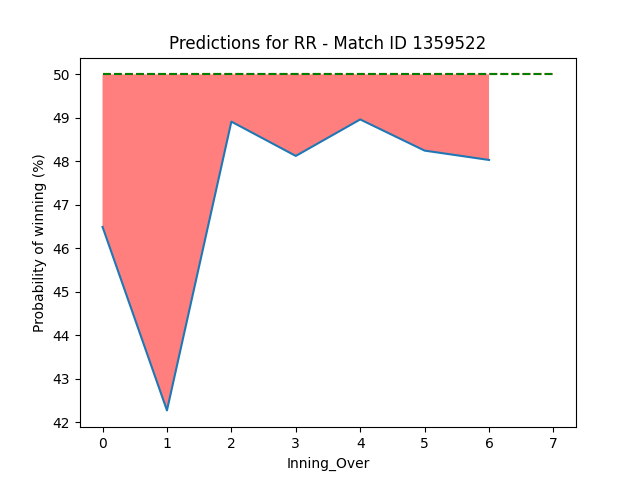 Predictions for RR - Match ID 1359522
50
49
48
47
46
45
44
43
42
Probability of winning (%)
0 1 2 3 4 5 6 7
Inning_Over